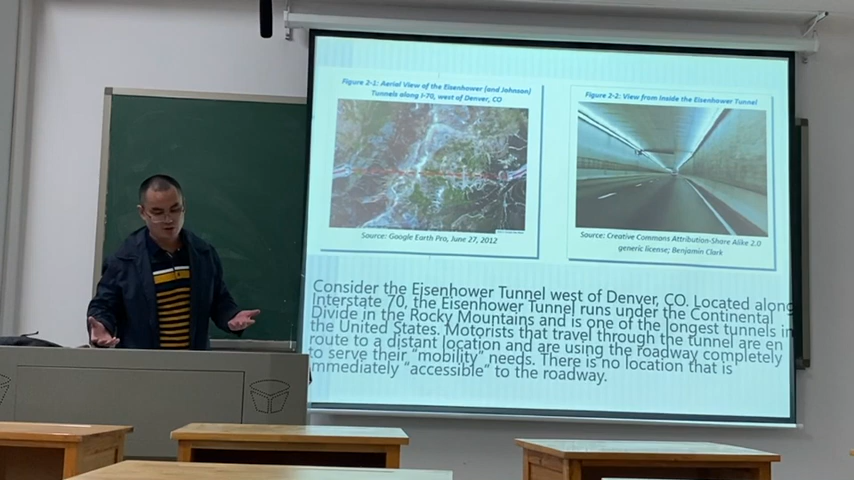 Figure 2-1: Aerial View of the Eisenhower (and Johnson)
Tunnels along I-70, west of Denver, CO
Source: Google Earth Pro, June 27, 2012
Figure 2-2: View from Inside the Eisenhower Tunnel
Source: Creative Commons Attribution-Share Alike 2.0
generic license; Benjamin Clark
Consider the Eisenhower Tunnel west of Denver, CO. Located along
Interstate 70, the Eisenhower Tunnel runs under the Continental
Divide in the Rocky Mountains and is one of the longest tunnels in
the United States. Motorists that travel through the tunnel are en
route to a distant location and are using the roadway completely
to serve their “mobility” needs. There is no location that is
immediately “accessible” to the roadway.